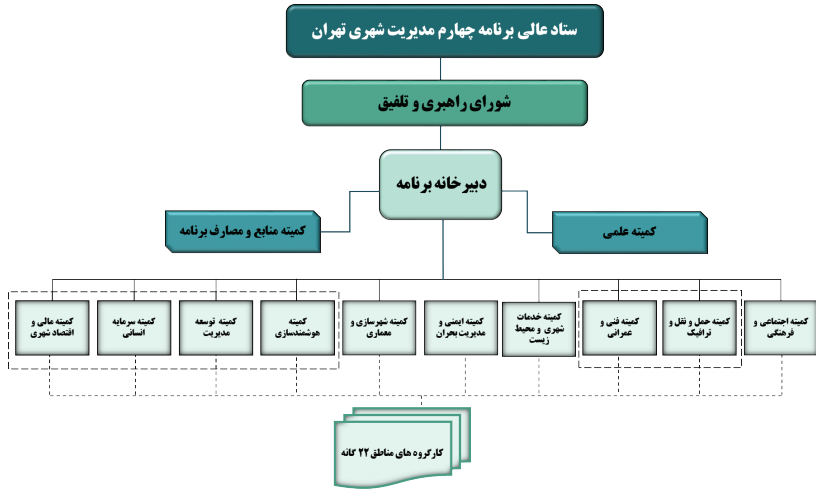 ستاد عالی برنامه چهارم مدیریت شهری تهران
شورای راهبری و تلفیق
دبیرخانه برنامه
کمیته علمی
کمیته منابع و مصارف برنامه
کمیته اجتماعی و
فرهنگی
کمیته حمل و نقل و
ترافیک
کمیته فنی و
عمرانی
کمیته خدمات
شهری و محیط
زیست
کمیته ایمنی و
مدیریت بحران
کمیته شهرسازی و
معماری
کمیته
هوشمندسازی
کمیته توسعه
مدیریت
کمیته سرمایه
انسانی
کمیته مالی و
اقتصاد شهری
کارگروه های مناطق ۲۲ گانه